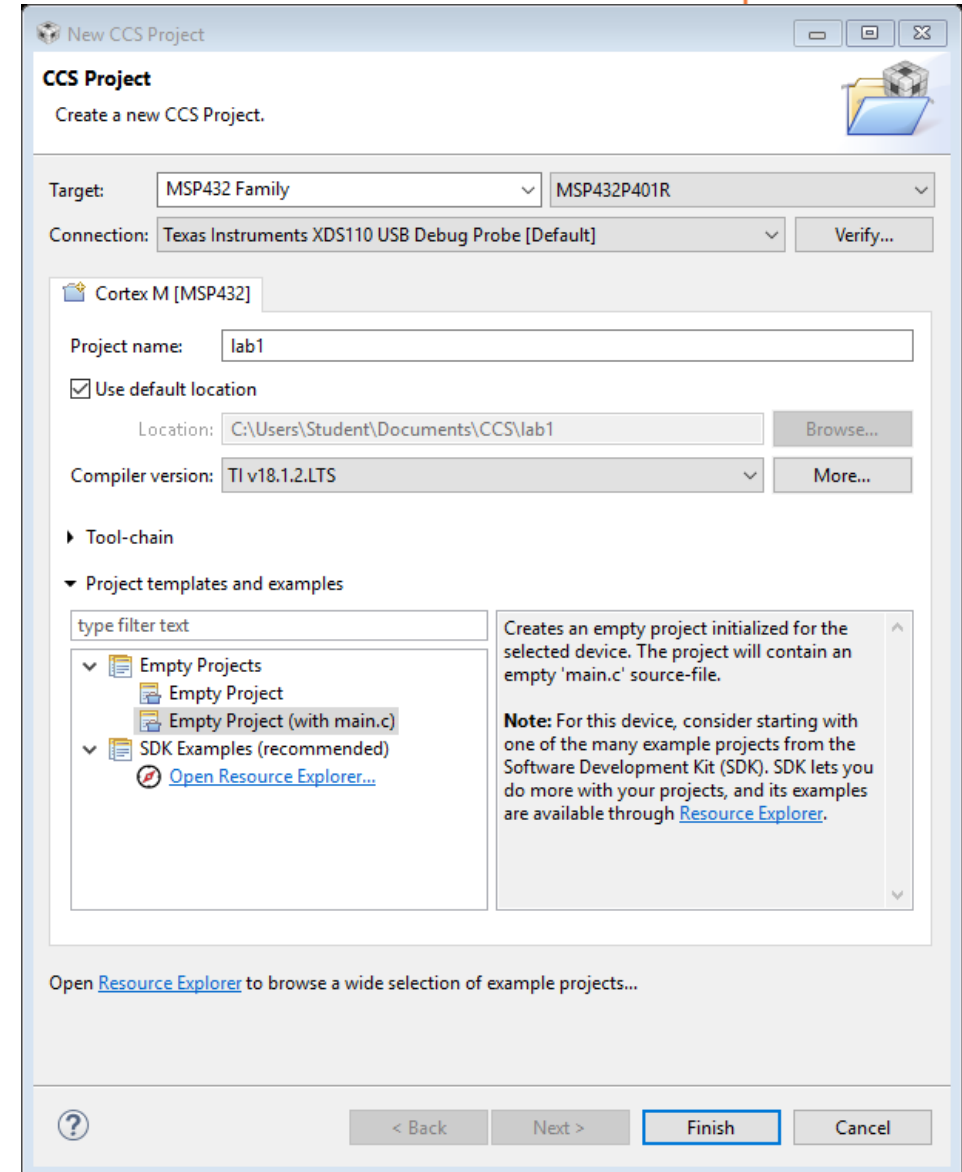 New CCS Project
CCS Project
Create a new CCS Project.
Target: MSP432 Family MSP432P401R
Connection: Texas Instruments XDS110 USB Debug Probe [Default] Verify...
Cortex M [MSP432]
Project name: lab1
Use default location
Location: C:\Users\Student\Documents\CCS\lab1 Browse...
Compiler version: TI v18.1.2.LTS More...
Tool-chain
Project templates and examples
type filter text
Empty Projects
Empty Project
Empty Project (with main.c)
SDK Examples (recommended)
Open Resource Explorer...
Creates an empty project initialized for the
selected device. The project will contain an
empty 'main.c' source-file.
Note: For this device, consider starting with
one of the many example projects from the
Software Development Kit (SDK). SDK lets you
do more with your projects, and its examples
are available through Resource Explorer.
Open Resource Explorer to browse a wide selection of example projects...
? < Back Next > Finish Cancel